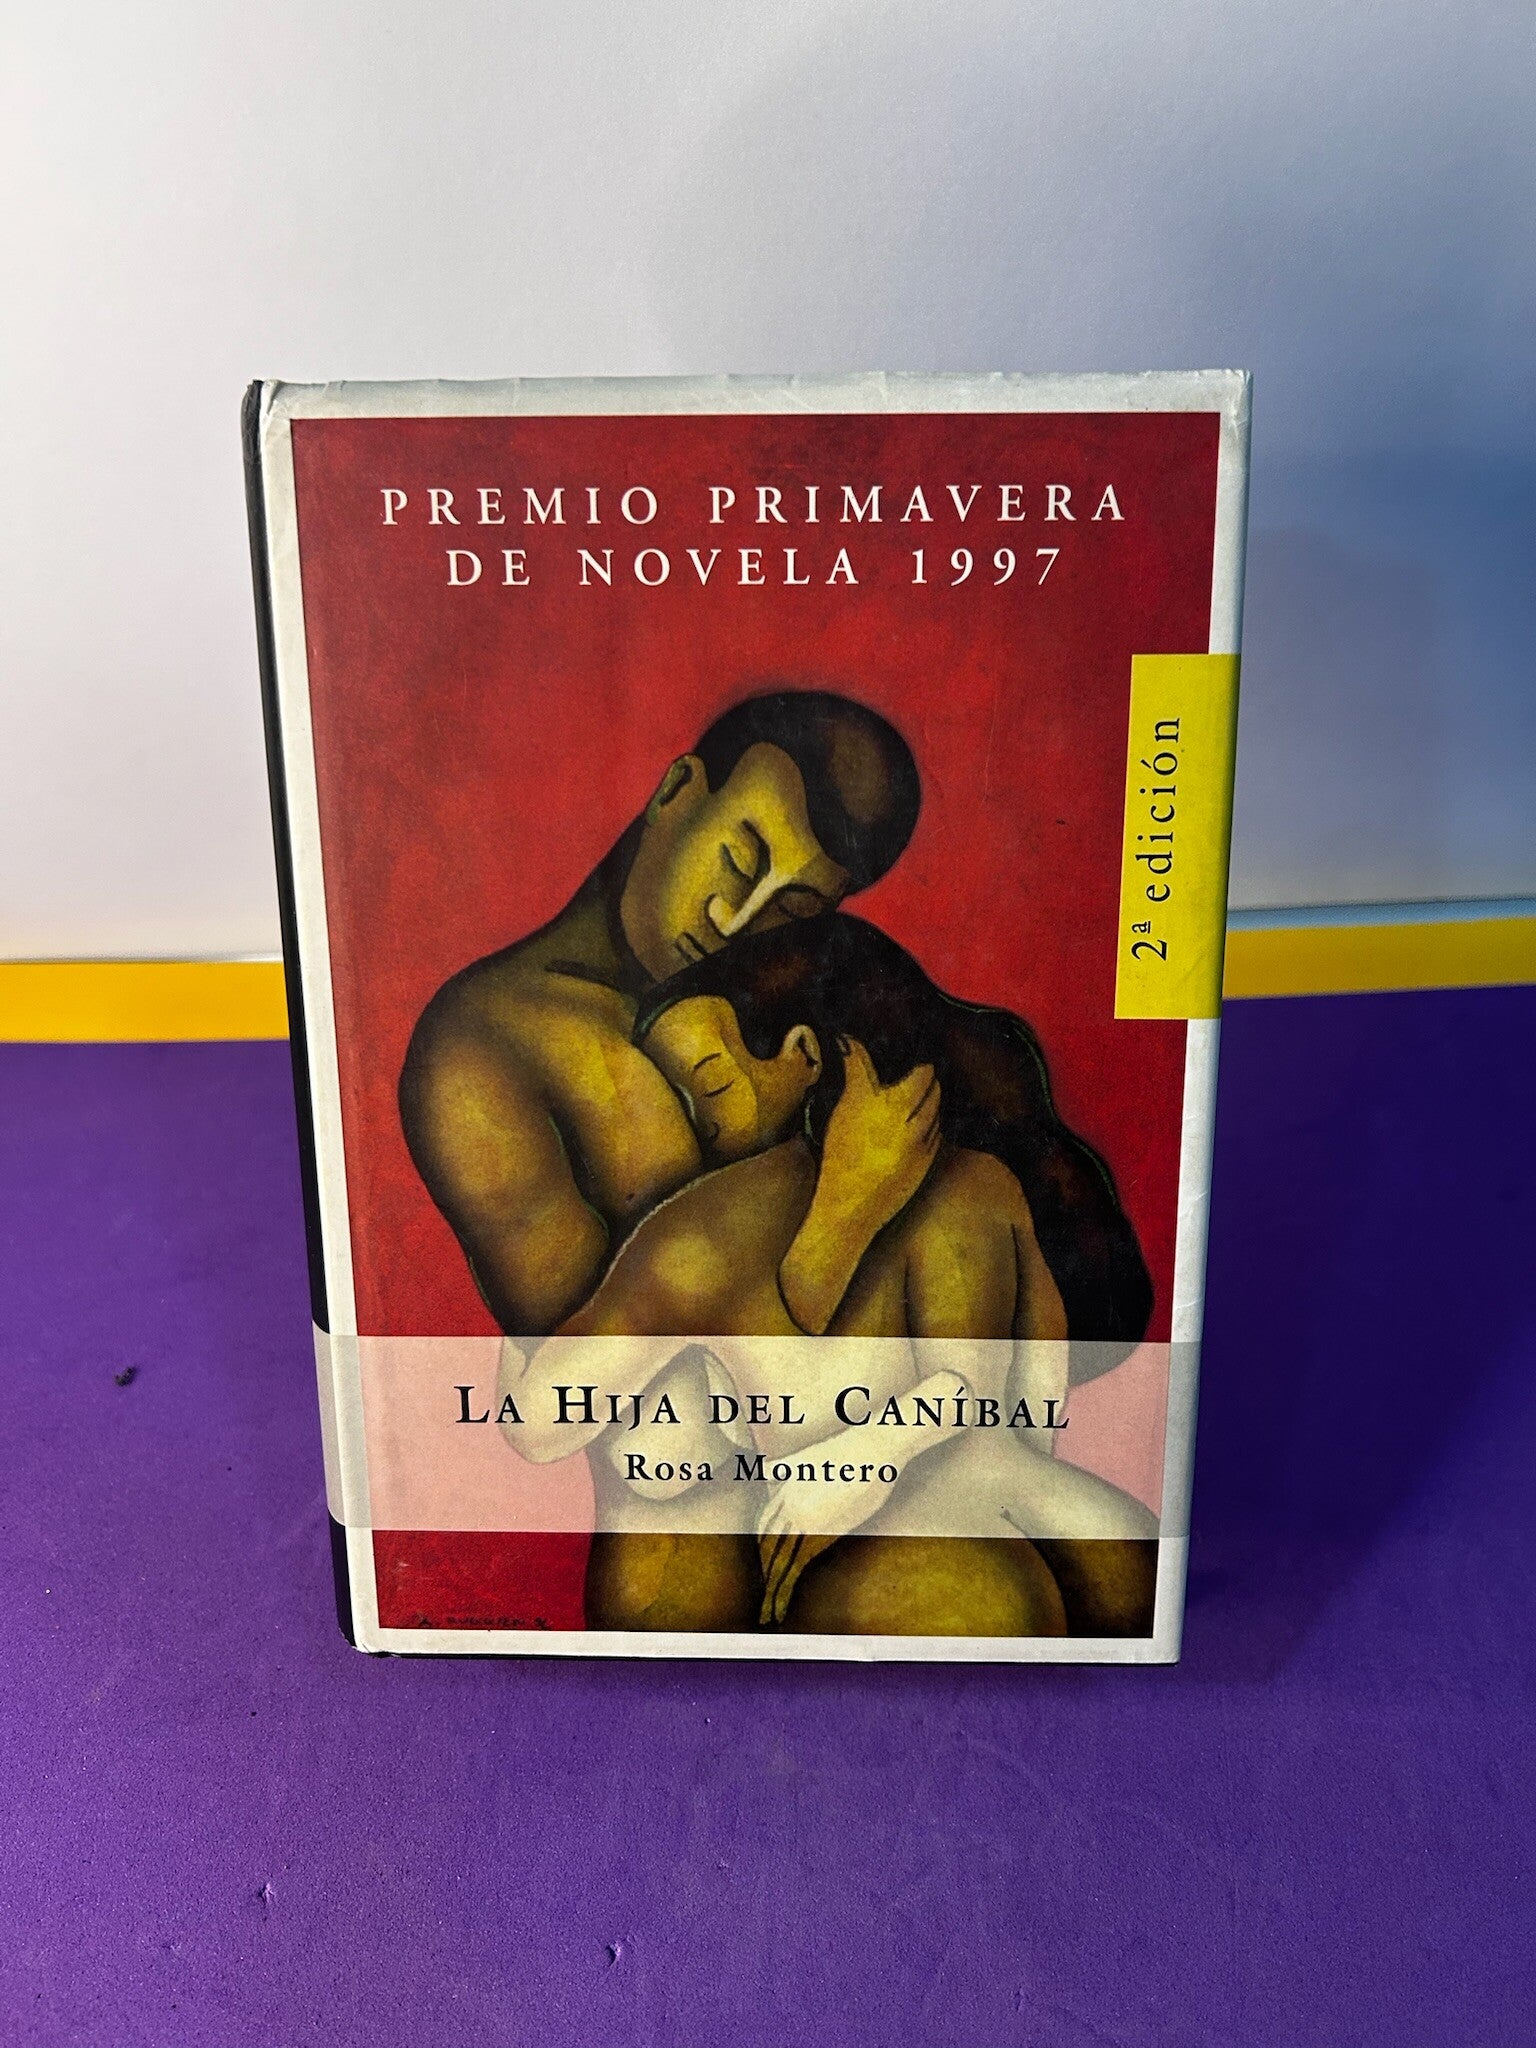 PREMIO PRIMAVERA
DE NOVELA 1997
2ª edición
LA HIJA DEL CANÍBAL
Rosa Montero